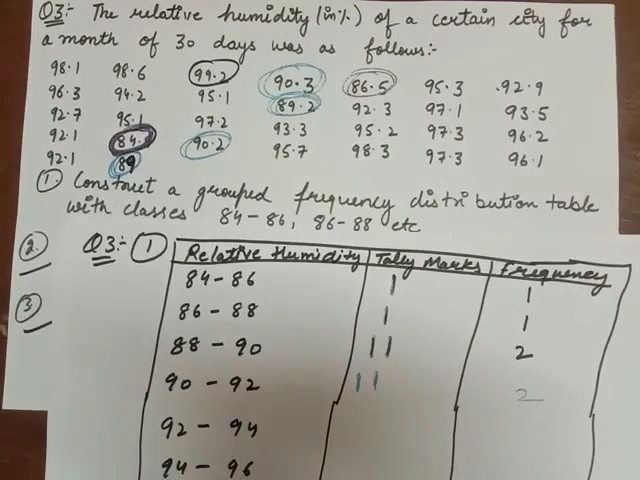 Q3:- The relative humidity (in%) of a certain city for
a month of 30 days was as follows:-
98.1 98.6 99.2 90.3 86.5 95.3 92.9
96.3 94.2 95.1 89.2 92.3 97.1 93.5
92.7 95.1 97.2 93.3 95.2 97.3 96.2
92.1 84. 90.2 95.7 98.3 97.3 96.1
92.1 89
① Construct a grouped frequency distribution table
with classes 84-86, 86-88 etc
2.
3.
Q3:- ① Relative Humidity Tally Marks Frequency
84-86 | 1
86-88 | 1
88-90 || 2
90-92 || 2
92-94
94-96